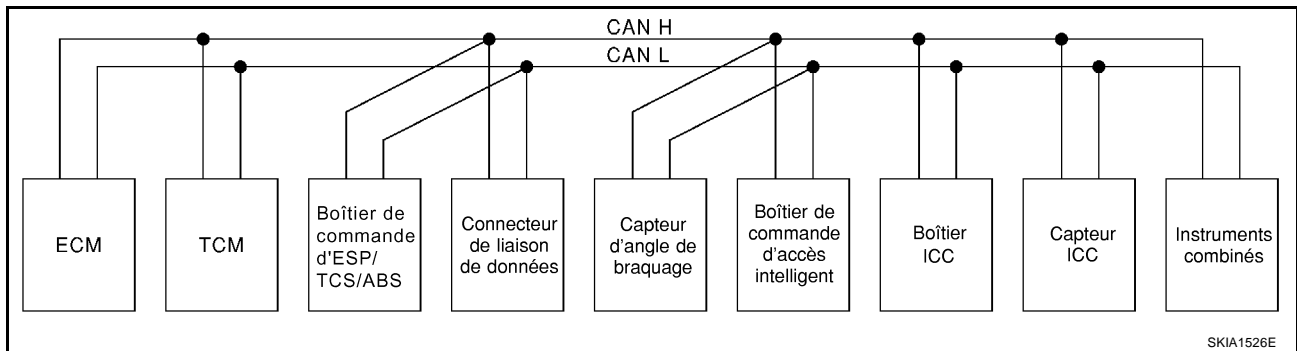 CAN H
CAN L
ECM
TCM
Boîtier de
commande
d'ESP/
TCS/ABS
Connecteur
de liaison
de données
Capteur
d'angle de
braquage
Boîtier de
commande
d'accès
intelligent
Boîtier
ICC
Capteur
ICC
Instruments
combinés
SKIA1526E